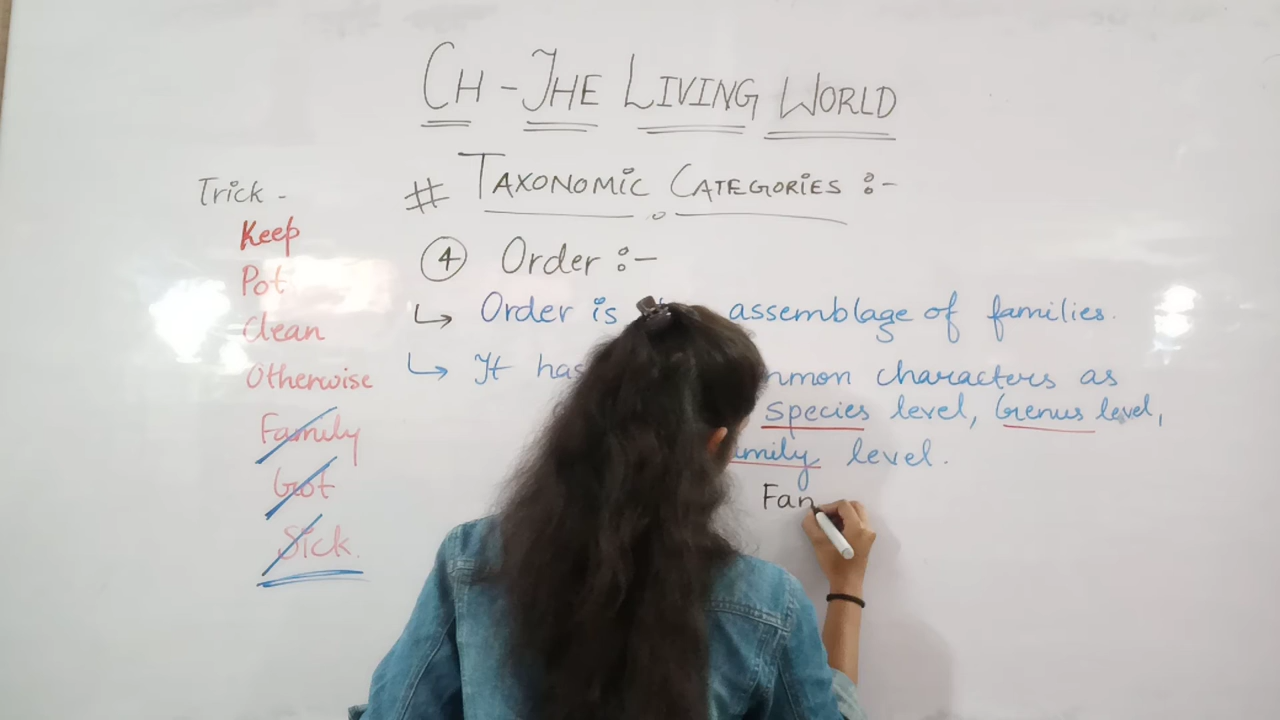 CH - THE LIVING WORLD
# TAXONOMIC CATEGORIES :-
Trick -
Keep
Pot
Clean
Otherwise
Family
Got
Sick.
④ Order :-
↳ Order is assemblage of families.
↳ It has characters as
species level, Genus level,
level.